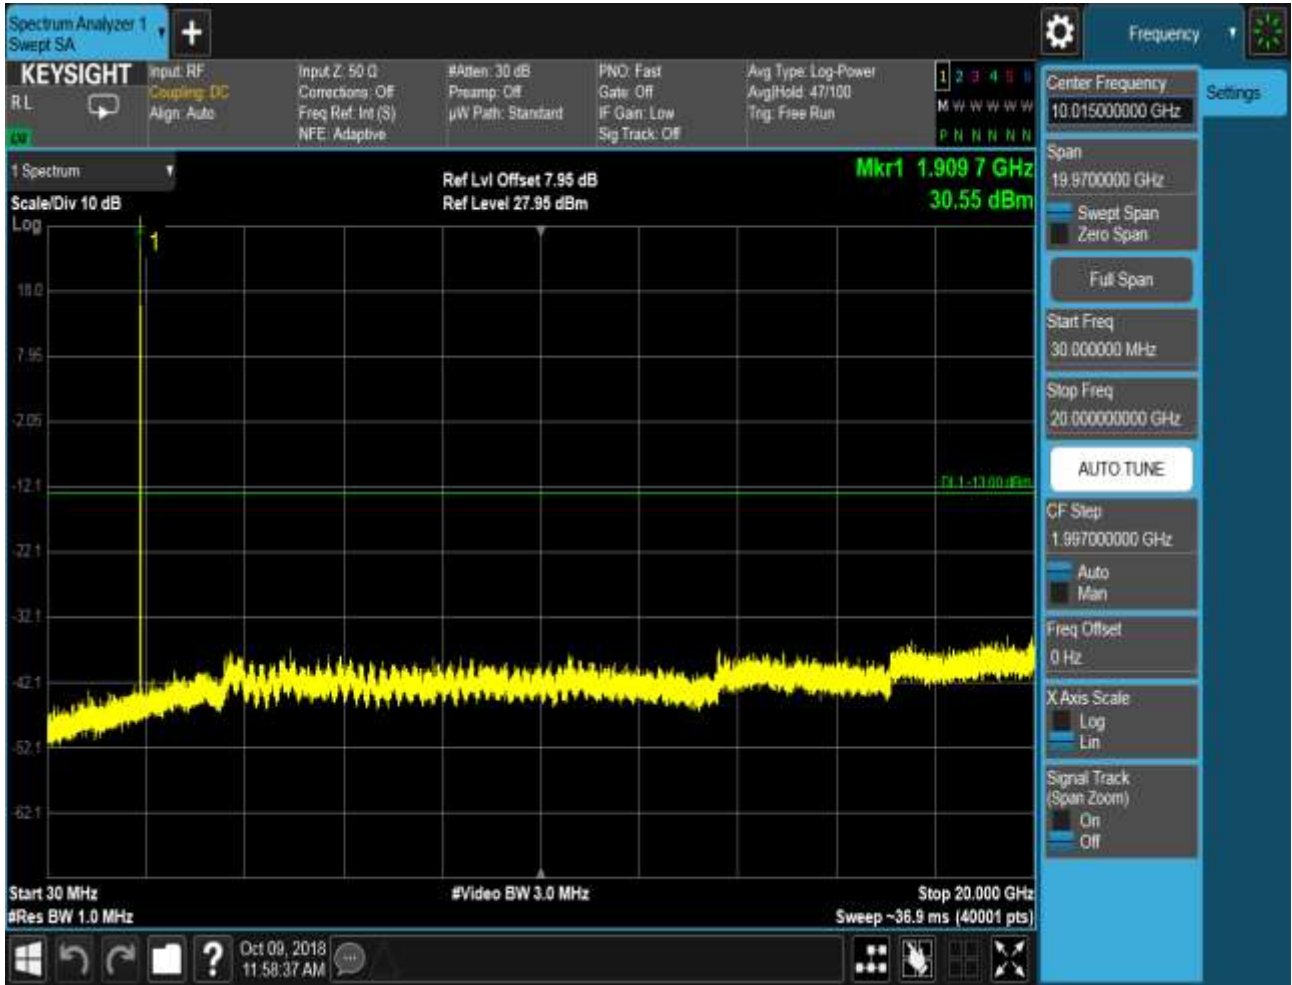 Spectrum Analyzer 1
Swept SA
Frequency
KEYSIGHT
R L
Input: RF
Coupling: DC
Align: Auto
Input Z: 50 Ω
Corrections: Off
Freq Ref: Int (S)
NFE: Adaptive
#Atten: 30 dB
Preamp: Off
µW Path: Standard
PNO: Fast
Gate: Off
IF Gain: Low
Sig Track: Off
Avg Type: Log-Power
Avg|Hold: 47/100
Trig: Free Run
1 2 3 4 5 6
M W W W W W
P N N N N N
1 Spectrum
Scale/Div 10 dB
Log
Ref Lvl Offset 7.95 dB
Ref Level 27.95 dBm
Mkr1 1.909 7 GHz
30.55 dBm
1
18.0
7.95
-2.05
-12.1
-22.1
-32.1
-42.1
-52.1
-62.1
DL1 -13.00 dBm
Start 30 MHz
#Res BW 1.0 MHz
#Video BW 3.0 MHz
Stop 20.000 GHz
Sweep ~36.9 ms (40001 pts)
Center Frequency
10.015000000 GHz
Settings
Span
19.9700000 GHz
Swept Span
Zero Span
Full Span
Start Freq
30.000000 MHz
Stop Freq
20.000000000 GHz
AUTO TUNE
CF Step
1.997000000 GHz
Auto
Man
Freq Offset
0 Hz
X Axis Scale
Log
Lin
Signal Track
(Span Zoom)
On
Off
?
Oct 09, 2018
11:58:37 AM